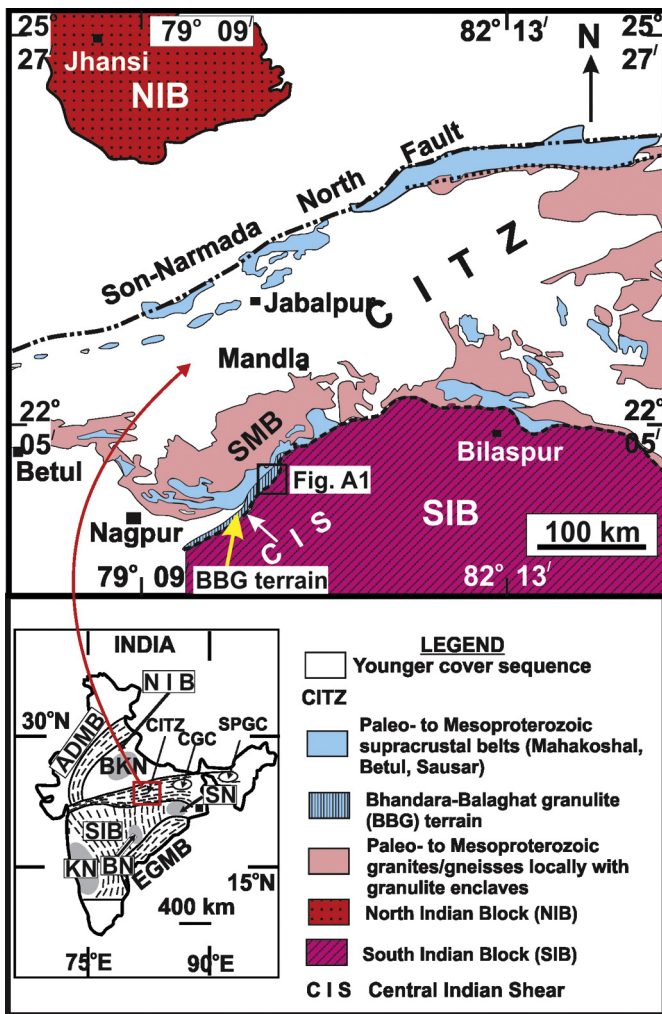 25°
27
79° 09/
82° 13/
25°
27/
Jhansi
NIB
N
Son-Narmada North Fault
C I T Z
Jabalpur
Mandla
SMB
22°
05/
22
05/
Betul
Bilaspur
Fig. A1
SIB
Nagpur
C I S
100 km
79° 09
BBG terrain
82° 13/
INDIA
N I B
30°N
ADMB
CITZ
CGC
SPGC
BKN
SN
SIB
KN
BN
EGMB
15°N
400 km
75°E
90°E
LEGEND
Younger cover sequence
CITZ
Paleo- to Mesoproterozoic
supracrustal belts (Mahakoshal,
Betul, Sausar)
Bhandara-Balaghat granulite
(BBG) terrain
Paleo- to Mesoproterozoic
granites/gneisses locally with
granulite enclaves
North Indian Block (NIB)
South Indian Block (SIB)
C I S Central Indian Shear